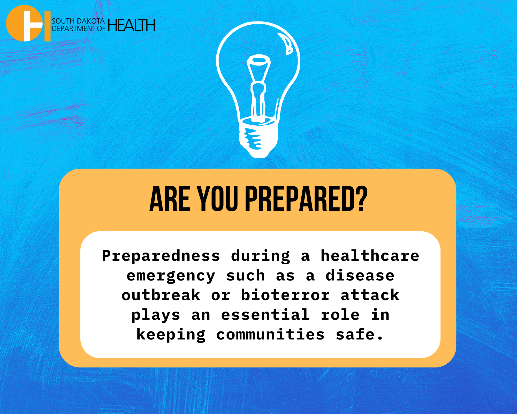 SOUTH DAKOTA
DEPARTMENT OF HEALTH
ARE YOU PREPARED?
Preparedness during a healthcare
emergency such as a disease
outbreak or bioterror attack
plays an essential role in
keeping communities safe.